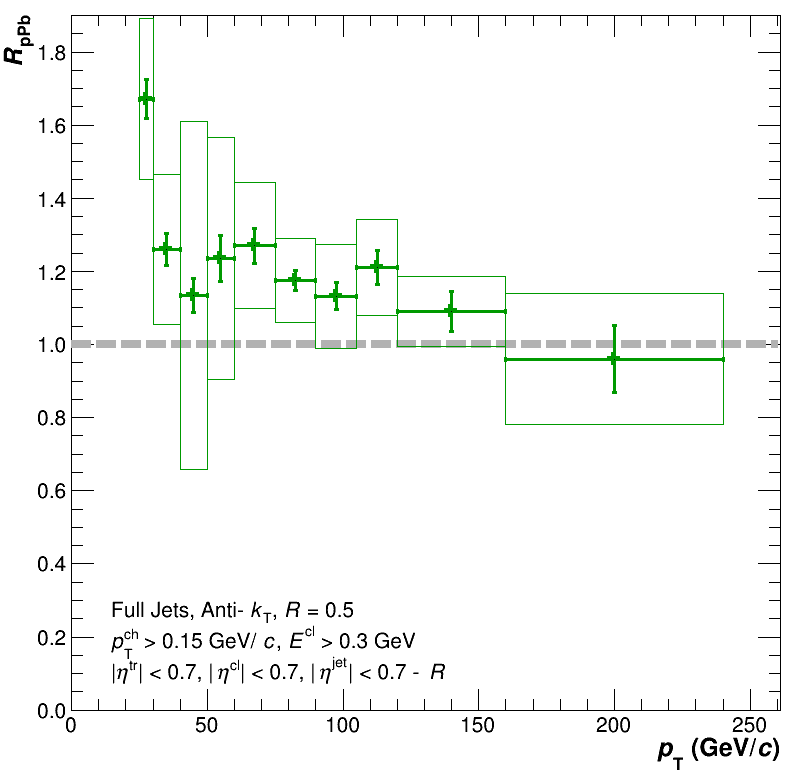 R_pPb
1.8
1.6
1.4
1.2
1.0
0.8
0.6
0.4
0.2
0.0
Full Jets, Anti- k_T, R = 0.5
p_T^ch > 0.15 GeV/ c, E^cl > 0.3 GeV
|η^tr| < 0.7, | η^cl| < 0.7, | η^jet| < 0.7 - R
0 50 100 150 200 250
p_T (GeV/c)